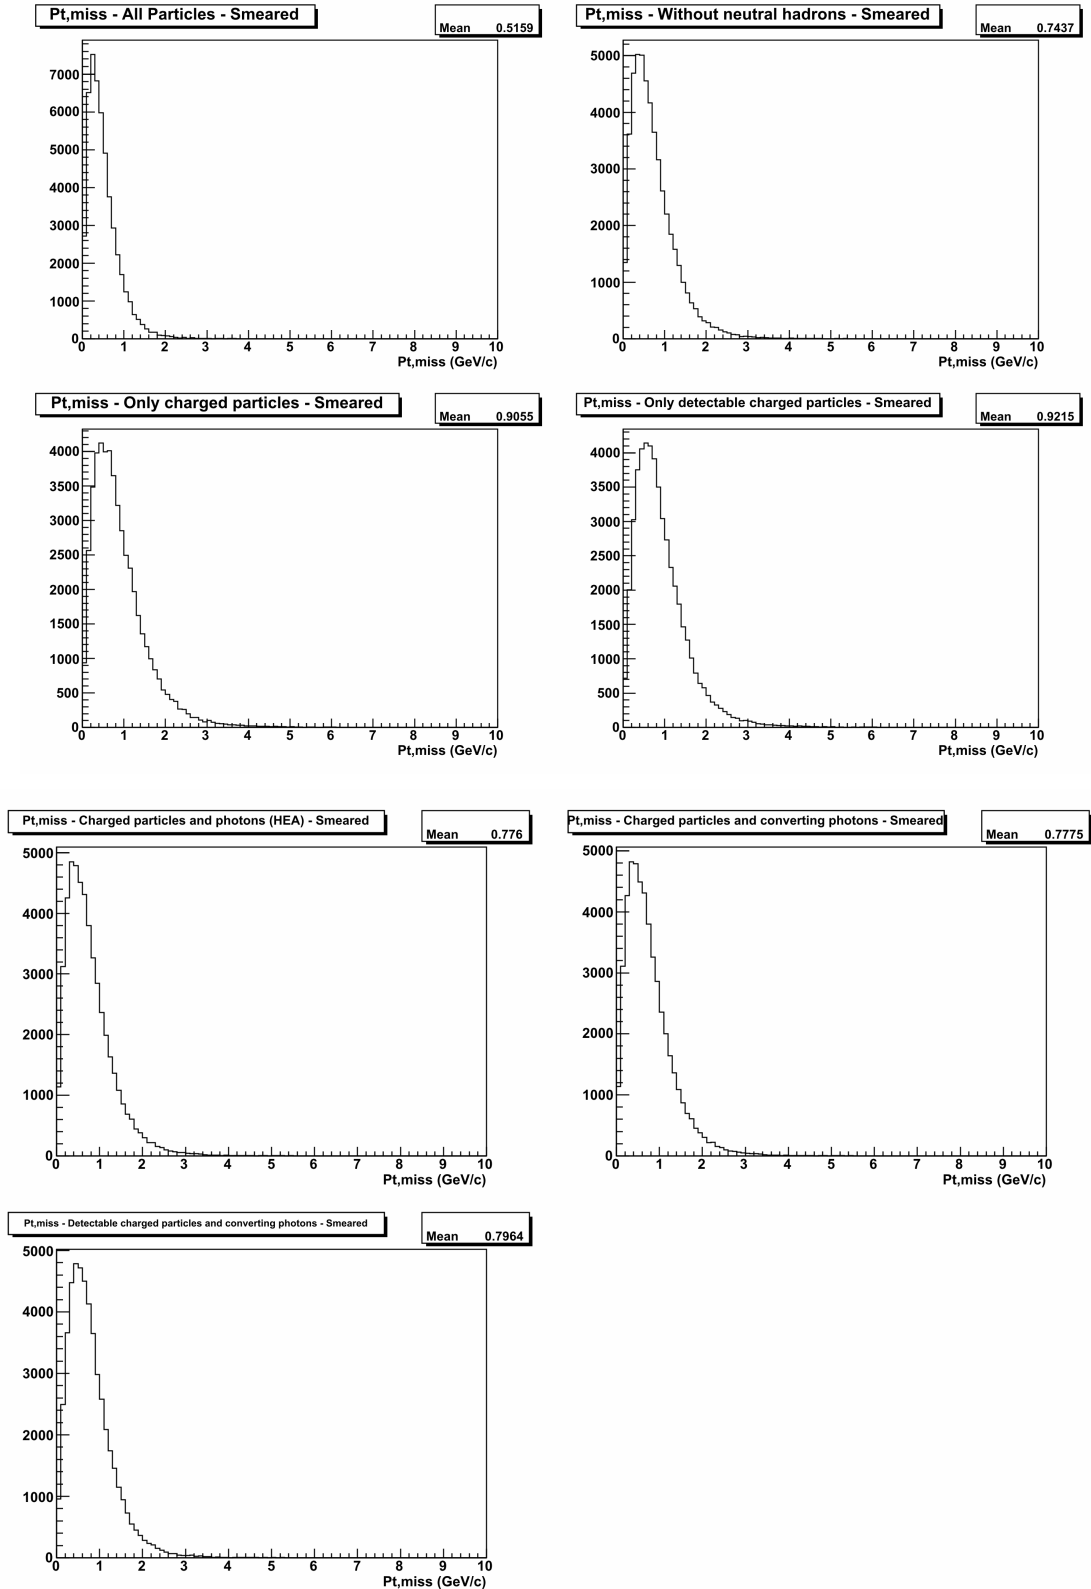 Pt,miss - All Particles - Smeared
Mean 0.5159
7000
6000
5000
4000
3000
2000
1000
0
0 1 2 3 4 5 6 7 8 9 10
Pt,miss (GeV/c)
Pt,miss - Without neutral hadrons - Smeared
Mean 0.7437
5000
4000
3000
2000
1000
0
0 1 2 3 4 5 6 7 8 9 10
Pt,miss (GeV/c)
Pt,miss - Only charged particles - Smeared
Mean 0.9055
4000
3500
3000
2500
2000
1500
1000
500
0
0 1 2 3 4 5 6 7 8 9 10
Pt,miss (GeV/c)
Pt,miss - Only detectable charged particles - Smeared
Mean 0.9215
4000
3500
3000
2500
2000
1500
1000
500
0
0 1 2 3 4 5 6 7 8 9 10
Pt,miss (GeV/c)
Pt,miss - Charged particles and photons (HEA) - Smeared
Mean 0.776
5000
4000
3000
2000
1000
0
0 1 2 3 4 5 6 7 8 9 10
Pt,miss (GeV/c)
Pt,miss - Charged particles and converting photons - Smeared
Mean 0.7775
5000
4000
3000
2000
1000
0
0 1 2 3 4 5 6 7 8 9 10
Pt,miss (GeV/c)
Pt,miss - Detectable charged particles and converting photons - Smeared
Mean 0.7964
5000
4000
3000
2000
1000
0
0 1 2 3 4 5 6 7 8 9 10
Pt,miss (GeV/c)